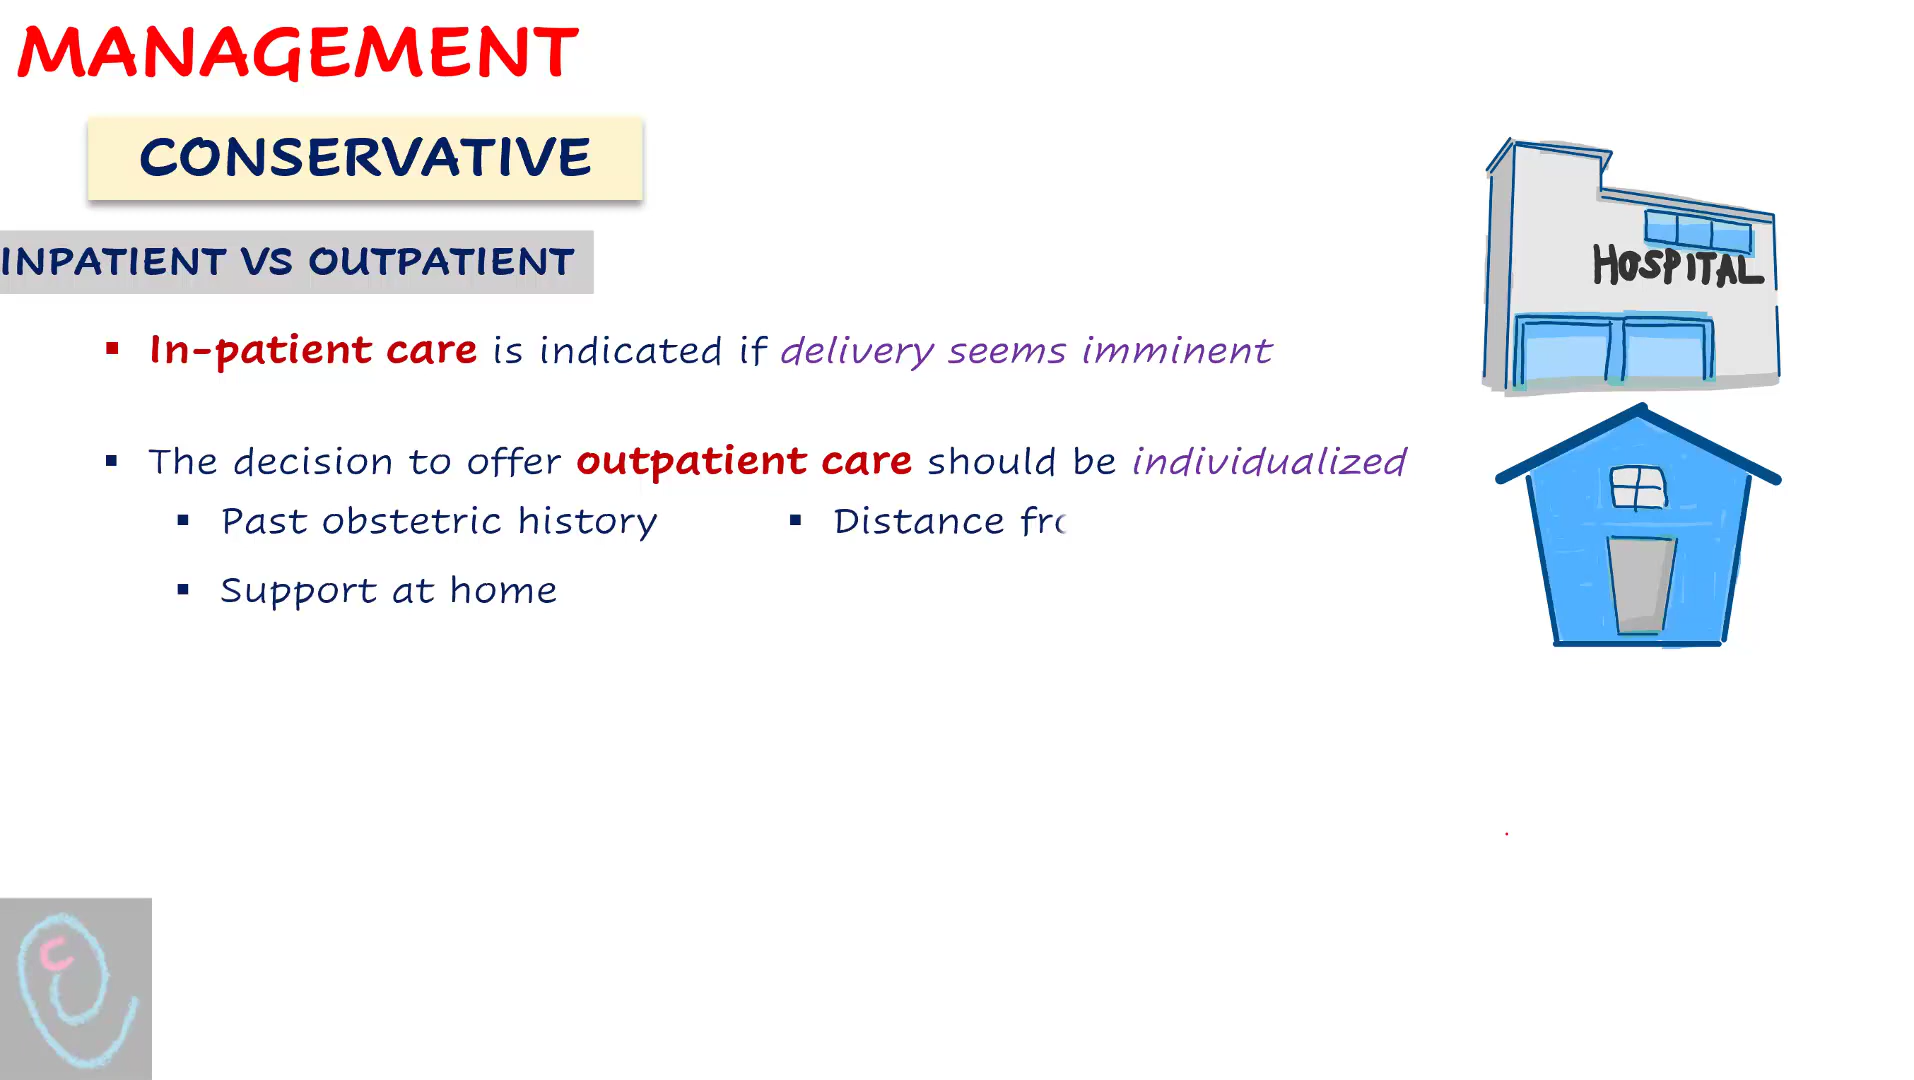 MANAGEMENT
CONSERVATIVE
INPATIENT VS OUTPATIENT
HOSPITAL
▪ In-patient care is indicated if delivery seems imminent
▪ The decision to offer outpatient care should be individualized
▪ Past obstetric history ▪ Distance
▪ Support at home